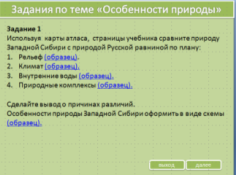 Задания по теме «Особенности природы»
Задание 1
Используя карты атласа, страницы учебника сравните природу
Западной Сибири с природой Русской равниной по плану:
1. Рельеф (образец).
2. Климат (образец).
3. Внутренние воды (образец).
4. Природные комплексы (образец).
Сделайте вывод о причинах различий.
Особенности природы Западной Сибири оформить в виде схемы
(образец).
выход далее